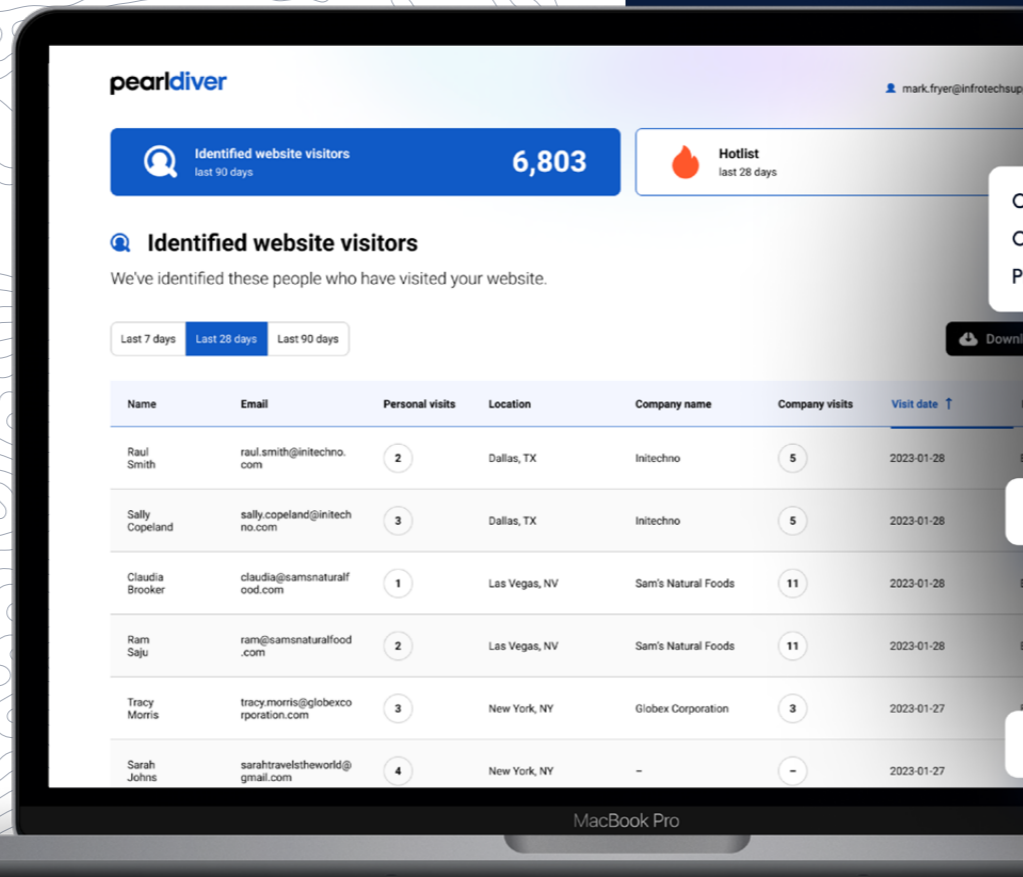 pearldiver
mark.fryer@infrotechsup
Identified website visitors
last 90 days
6,803
Hotlist
last 28 days
Identified website visitors
We've identified these people who have visited your website.
Last 7 days Last 28 days Last 90 days
Downl
Name Email Personal visits Location Company name Company visits Visit date ↑
Raul
Smith
raul.smith@initechno.
com
2 Dallas, TX Initechno 5 2023-01-28
Sally
Copeland
sally.copeland@initech
no.com
3 Dallas, TX Initechno 5 2023-01-28
Claudia
Brooker
claudia@samsnaturalf
ood.com
1 Las Vegas, NV Sam's Natural Foods 11 2023-01-28
Ram
Saju
ram@samsnaturalfood
.com
2 Las Vegas, NV Sam's Natural Foods 11 2023-01-28
Tracy
Morris
tracy.morris@globexco
rporation.com
3 New York, NY Globex Corporation 3 2023-01-27
Sarah
Johns
sarahtravelstheworld@
gmail.com
4 New York, NY – – 2023-01-27
MacBook Pro